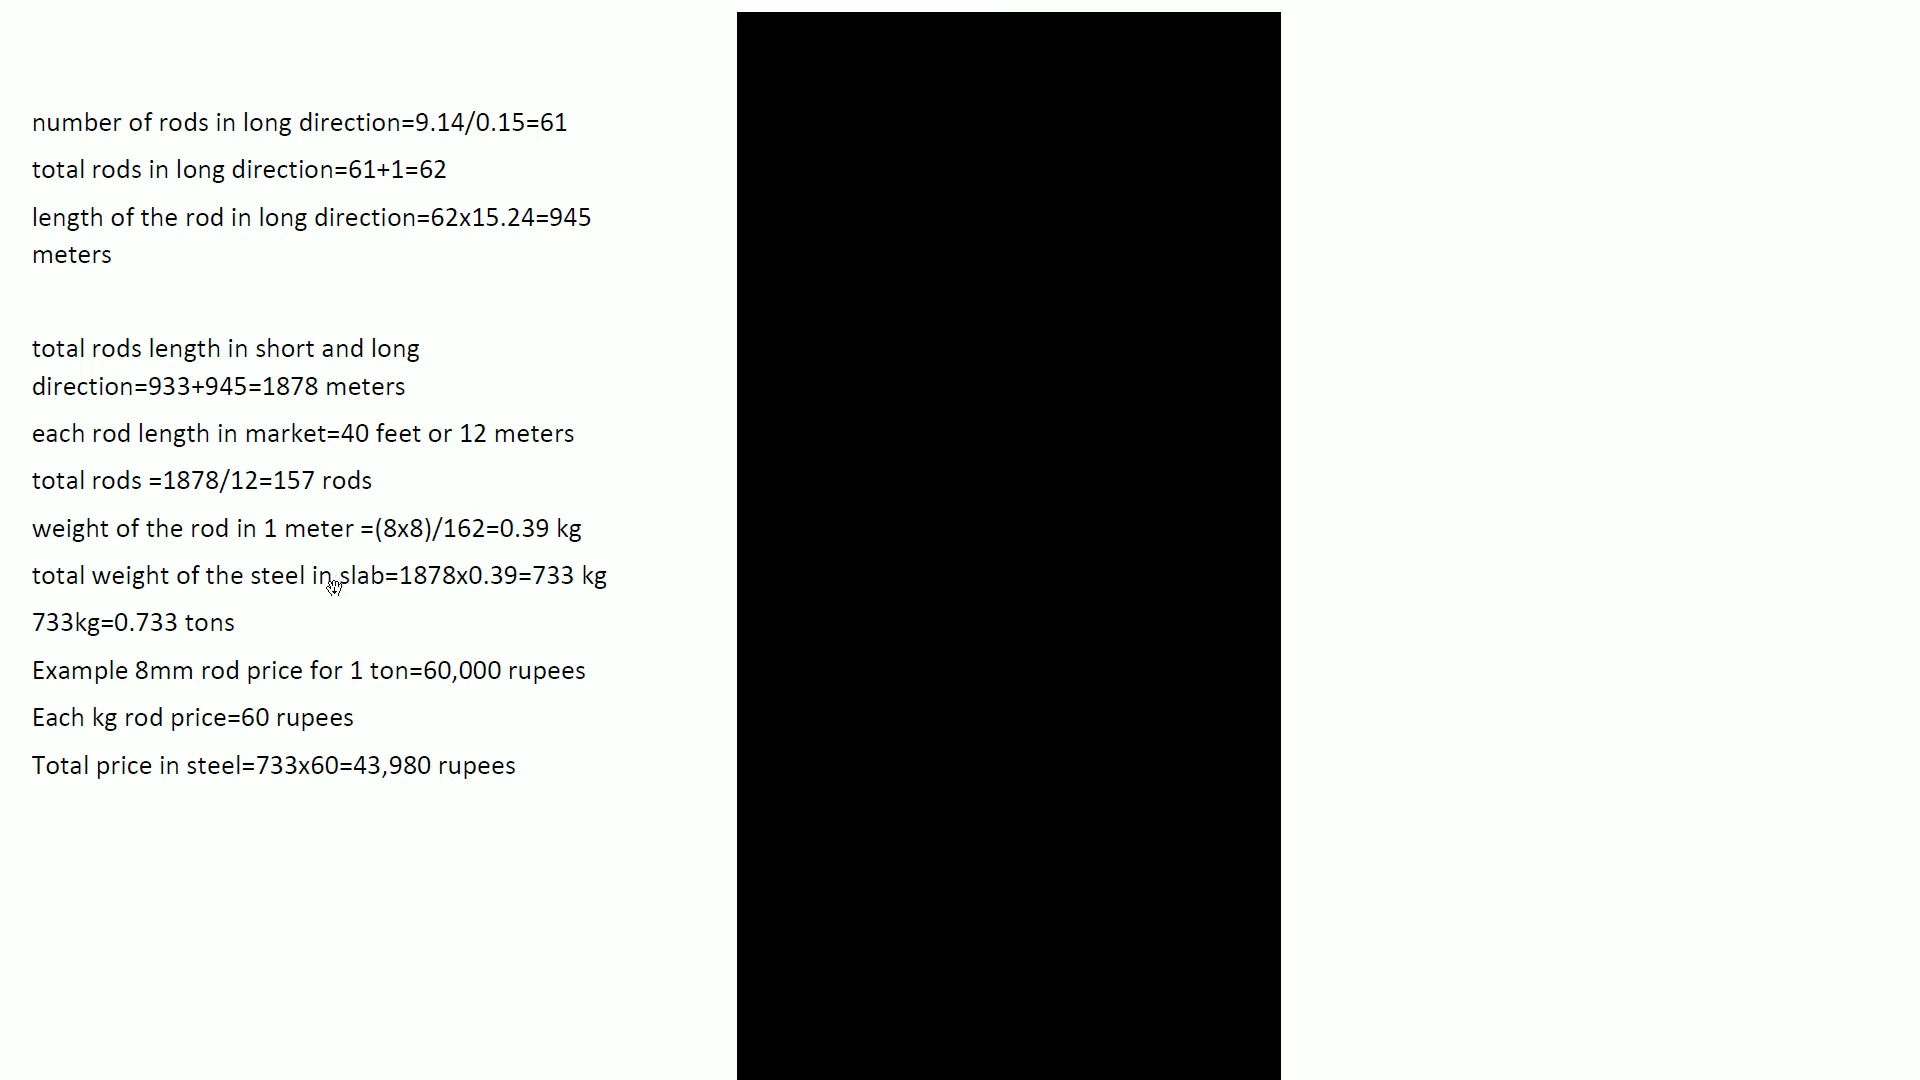 number of rods in long direction=9.14/0.15=61
total rods in long direction=61+1=62
length of the rod in long direction=62x15.24=945
meters
total rods length in short and long
direction=933+945=1878 meters
each rod length in market=40 feet or 12 meters
total rods =1878/12=157 rods
weight of the rod in 1 meter =(8x8)/162=0.39 kg
total weight of the steel in slab=1878x0.39=733 kg
733kg=0.733 tons
Example 8mm rod price for 1 ton=60,000 rupees
Each kg rod price=60 rupees
Total price in steel=733x60=43,980 rupees